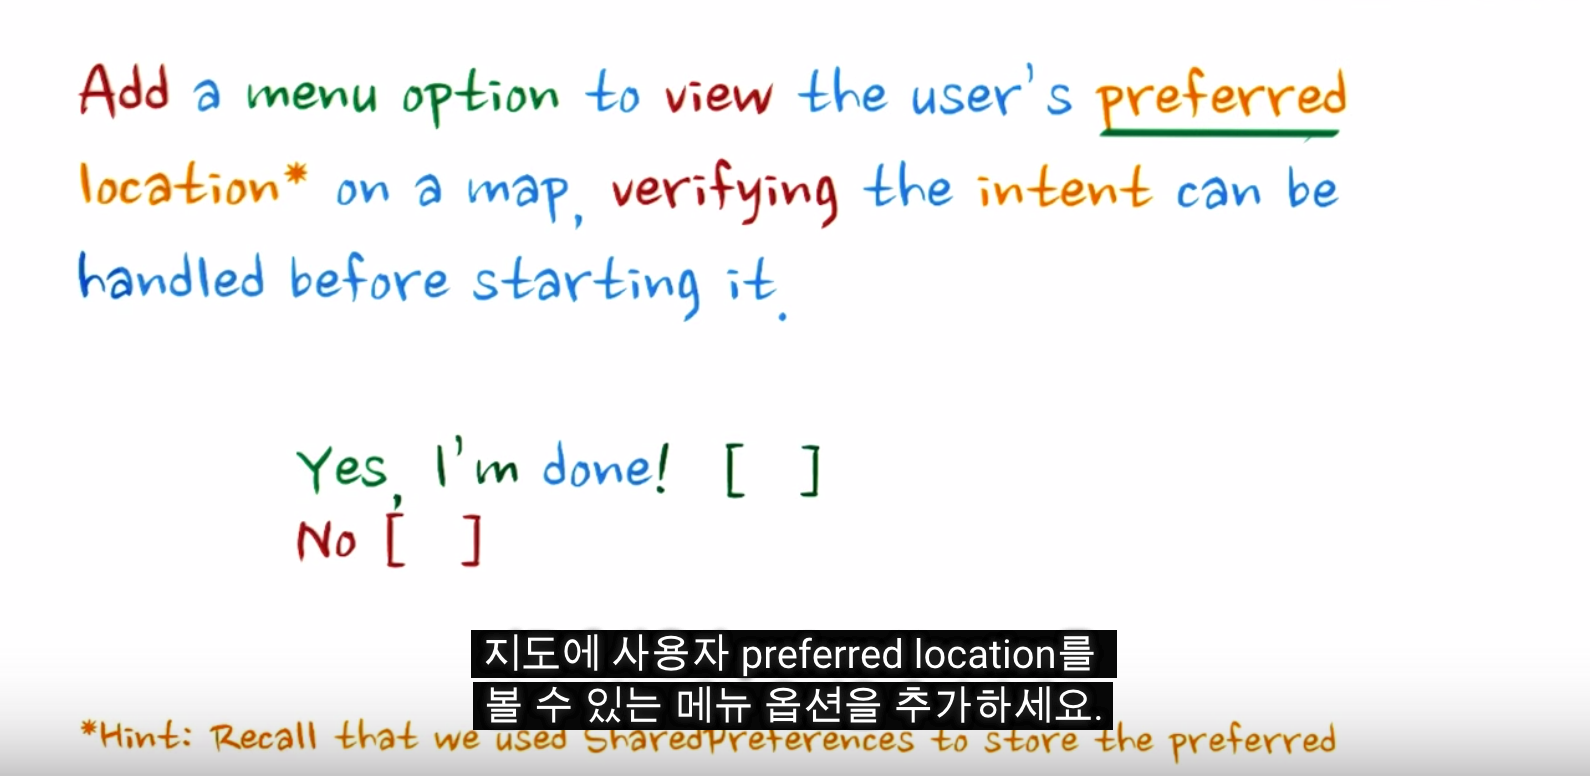 Add a menu option to view the user's preferred
location* on a map, verifying the intent can be
handled before starting it.
Yes, I'm done! [ ]
No [ ]
지도에 사용자 preferred location를
볼 수 있는 메뉴 옵션을 추가하세요.
*Hint: Recall that we used SharedPreferences to store the preferred